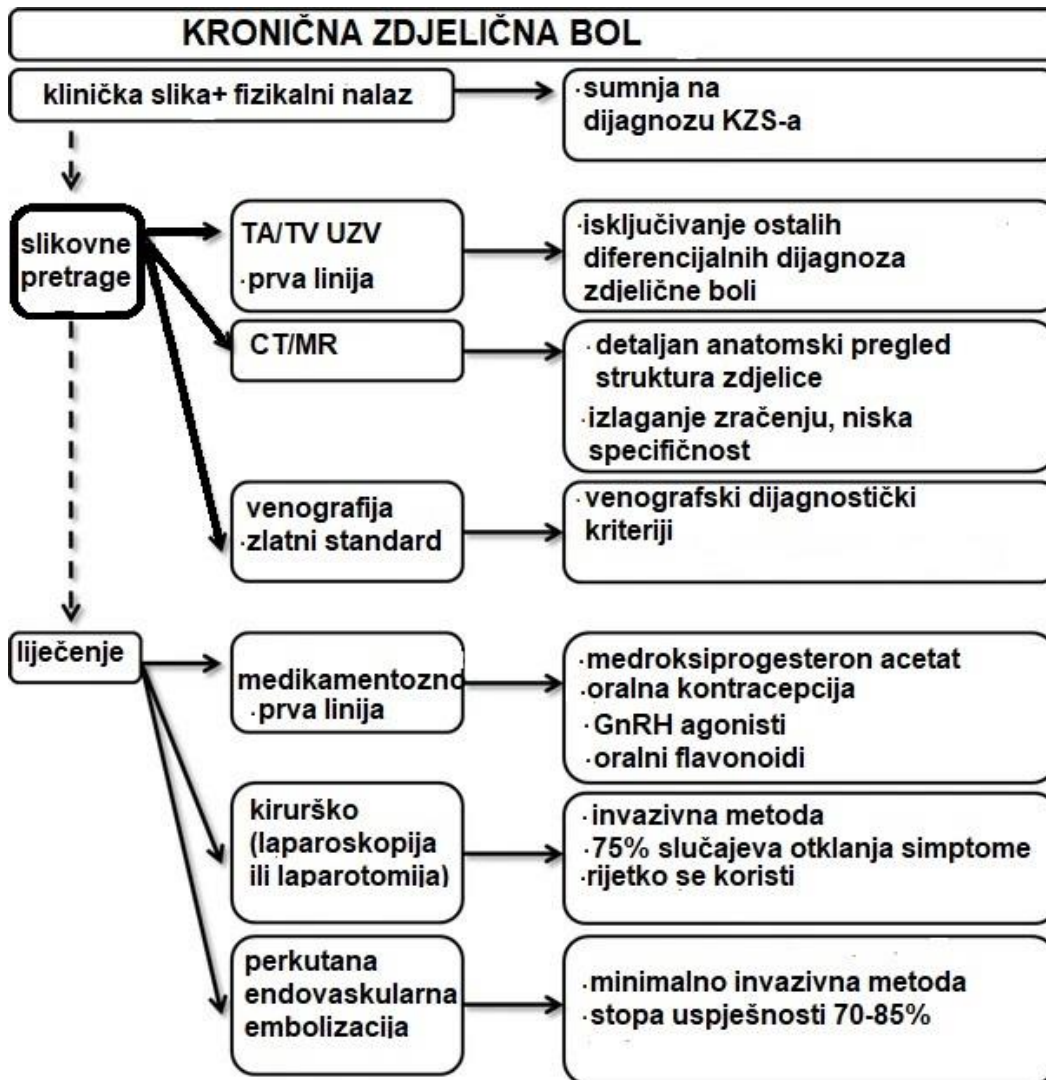 KRONIČNA ZDJELIČNA BOL
klinička slika+ fizikalni nalaz
·sumnja na
dijagnozu KZS-a
slikovne
pretrage
TA/TV UZV
·prva linija
·isključivanje ostalih
diferencijalnih dijagnoza
zdjelične boli
CT/MR
·detaljan anatomski pregled
struktura zdjelice
·izlaganje zračenju, niska
specifičnost
venografija
·zlatni standard
·venografski dijagnostički
kriteriji
liječenje
medikamentozno
·prva linija
·medroksiprogesteron acetat
·oralna kontracepcija
·GnRH agonisti
·oralni flavonoidi
kirurško
(laparoskopija
ili laparotomija)
·invazivna metoda
·75% slučajeva otklanja simptome
·rijetko se koristi
perkutana
endovaskularna
embolizacija
·minimalno invazivna metoda
·stopa uspješnosti 70-85%